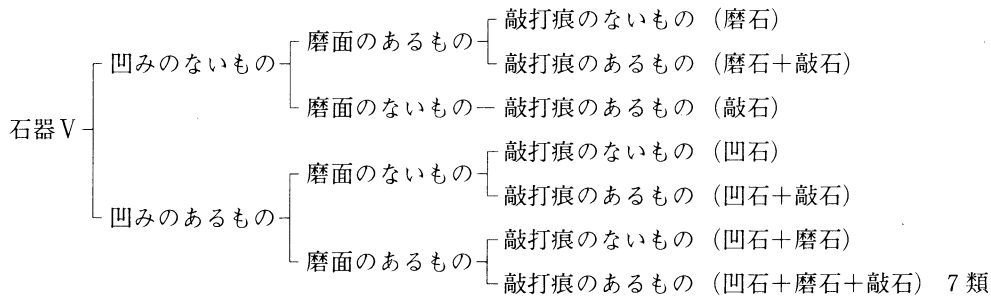 敲打痕のないもの（磨石）
磨面のあるもの
凹みのないもの
敲打痕のあるもの（磨石＋敲石）
磨面のないもの
敲打痕のあるもの（敲石）
石器Ⅴ
敲打痕のないもの（凹石）
磨面のないもの
敲打痕のあるもの（凹石＋敲石）
凹みのあるもの
敲打痕のないもの（凹石＋磨石）
磨面のあるもの
敲打痕のあるもの（凹石＋磨石＋敲石）　7類